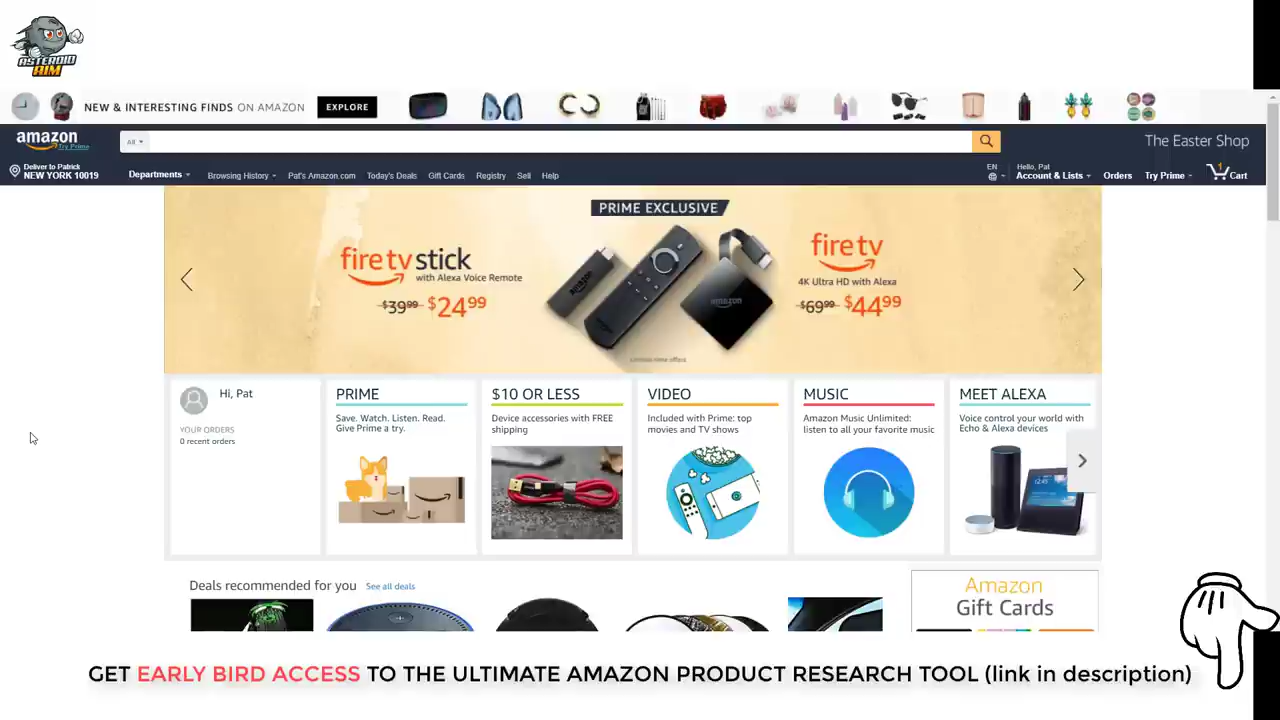 ASTEROID
AIM
NEW & INTERESTING FINDS ON AMAZON
EXPLORE
amazon
Try Prime
All
The Easter Shop
Deliver to Patrick
NEW YORK 10019
Departments
Browsing History
Pat's Amazon.com
Today's Deals
Gift Cards
Registry
Sell
Help
EN
Hello, Pat
Account & Lists
Orders
Try Prime
1
Cart
PRIME EXCLUSIVE
fire tv stick
with Alexa Voice Remote
$39.99 $24.99
amazon
fire tv
4K Ultra HD with Alexa
$69.99 $44.99
Limited-time offers
Hi, Pat
YOUR ORDERS
0 recent orders
PRIME
Save. Watch. Listen. Read.
Give Prime a try.
$10 OR LESS
Device accessories with FREE
shipping
VIDEO
Included with Prime: top
movies and TV shows
MUSIC
Amazon Music Unlimited:
listen to all your favorite music
MEET ALEXA
Voice control your world with
Echo & Alexa devices
Deals recommended for you See all deals
Amazon
Gift Cards
GET EARLY BIRD ACCESS TO THE ULTIMATE AMAZON PRODUCT RESEARCH TOOL (link in description)